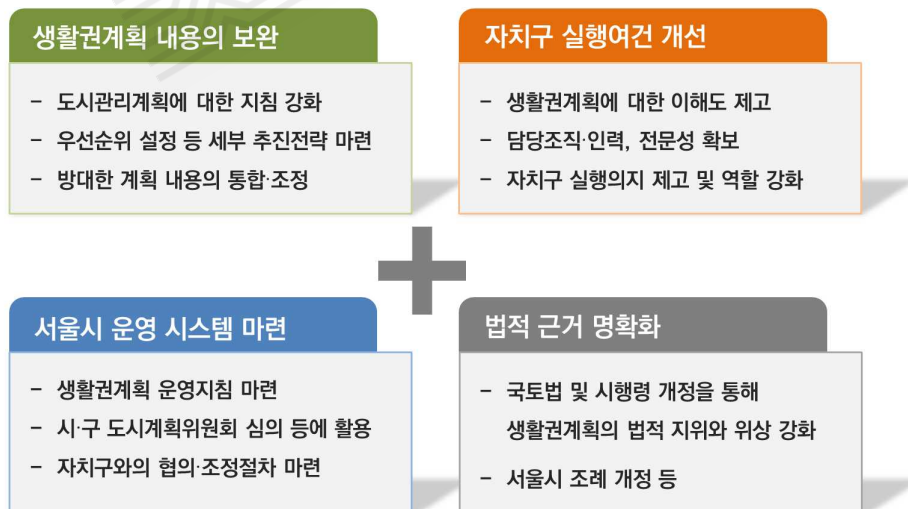 생활권계획 내용의 보완
- 도시관리계획에 대한 지침 강화
- 우선순위 설정 등 세부 추진전략 마련
- 방대한 계획 내용의 통합·조정
자치구 실행여건 개선
- 생활권계획에 대한 이해도 제고
- 담당조직·인력, 전문성 확보
- 자치구 실행의지 제고 및 역할 강화
서울시 운영 시스템 마련
- 생활권계획 운영지침 마련
- 시·구 도시계획위원회 심의 등에 활용
- 자치구와의 협의·조정절차 마련
법적 근거 명확화
- 국토법 및 시행령 개정을 통해
생활권계획의 법적 지위와 위상 강화
- 서울시 조례 개정 등